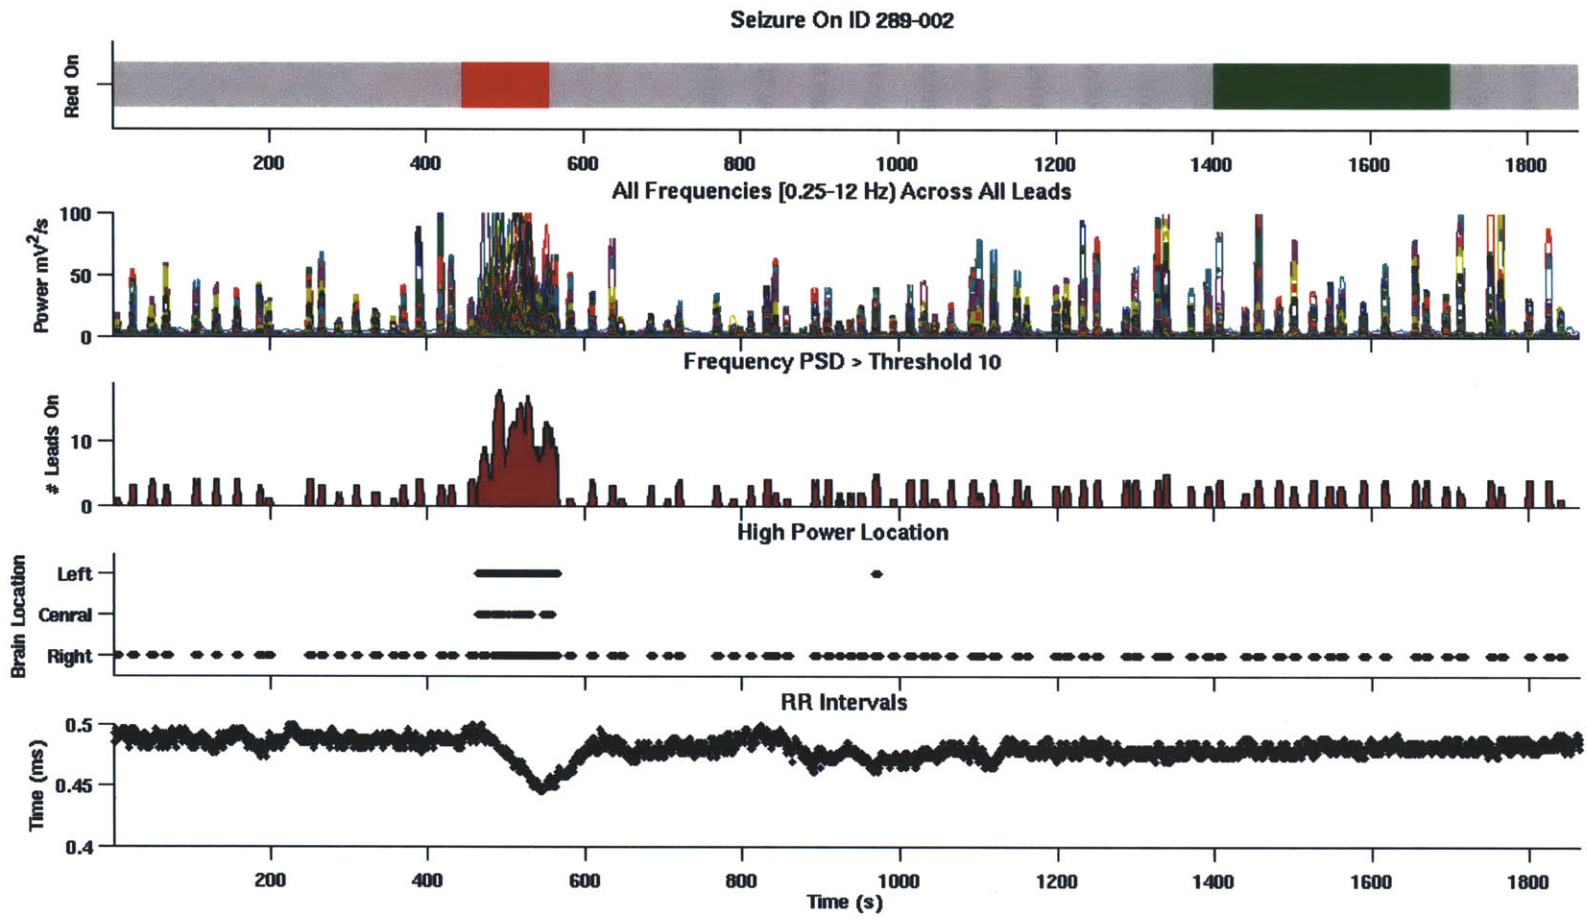 Seizure On ID 289-002
Red On
200 400 600 800 1000 1200 1400 1600 1800
All Frequencies [0.25-12 Hz) Across All Leads
Power mV²/s
100
50
0
Frequency PSD > Threshold 10
# Leads On
10
0
High Power Location
Brain Location
Left
Cenral
Right
RR Intervals
Time (ms)
0.5
0.45
0.4
200 400 600 800 1000 1200 1400 1600 1800
Time (s)